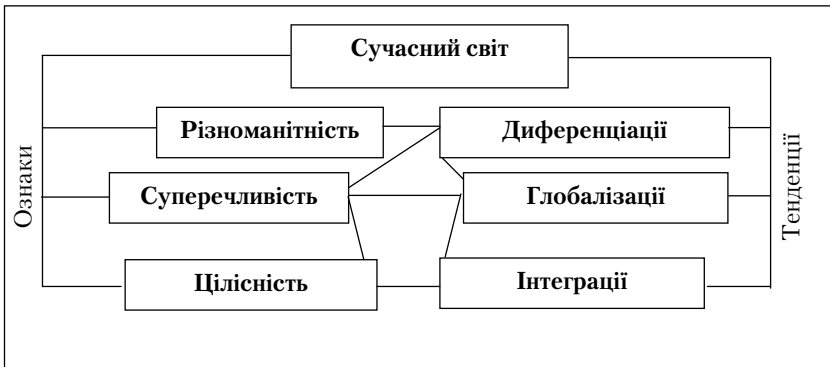 Сучасний світ
Ознаки
Різноманітність
Диференціації
Суперечливість
Глобалізації
Цілісність
Інтеграції
Тенденції